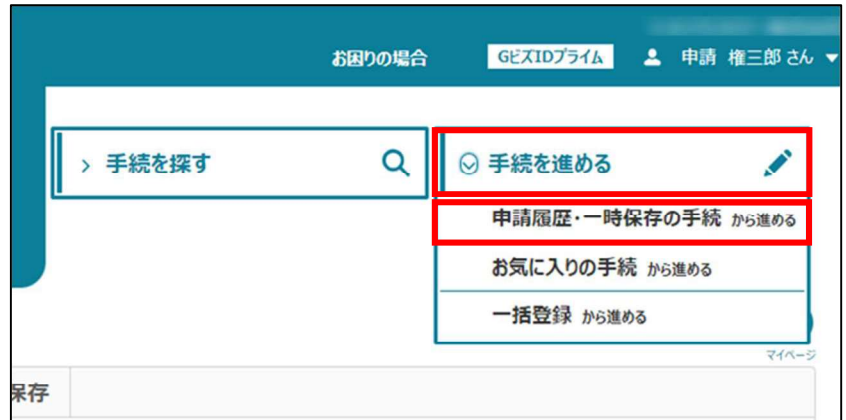 お困りの場合 GビズIDプライム 申請 権三郎 さん ▼
> 手続を探す
手続を進める
申請履歴・一時保存の手続 から進める
お気に入りの手続 から進める
一括登録 から進める
マイページ
保存